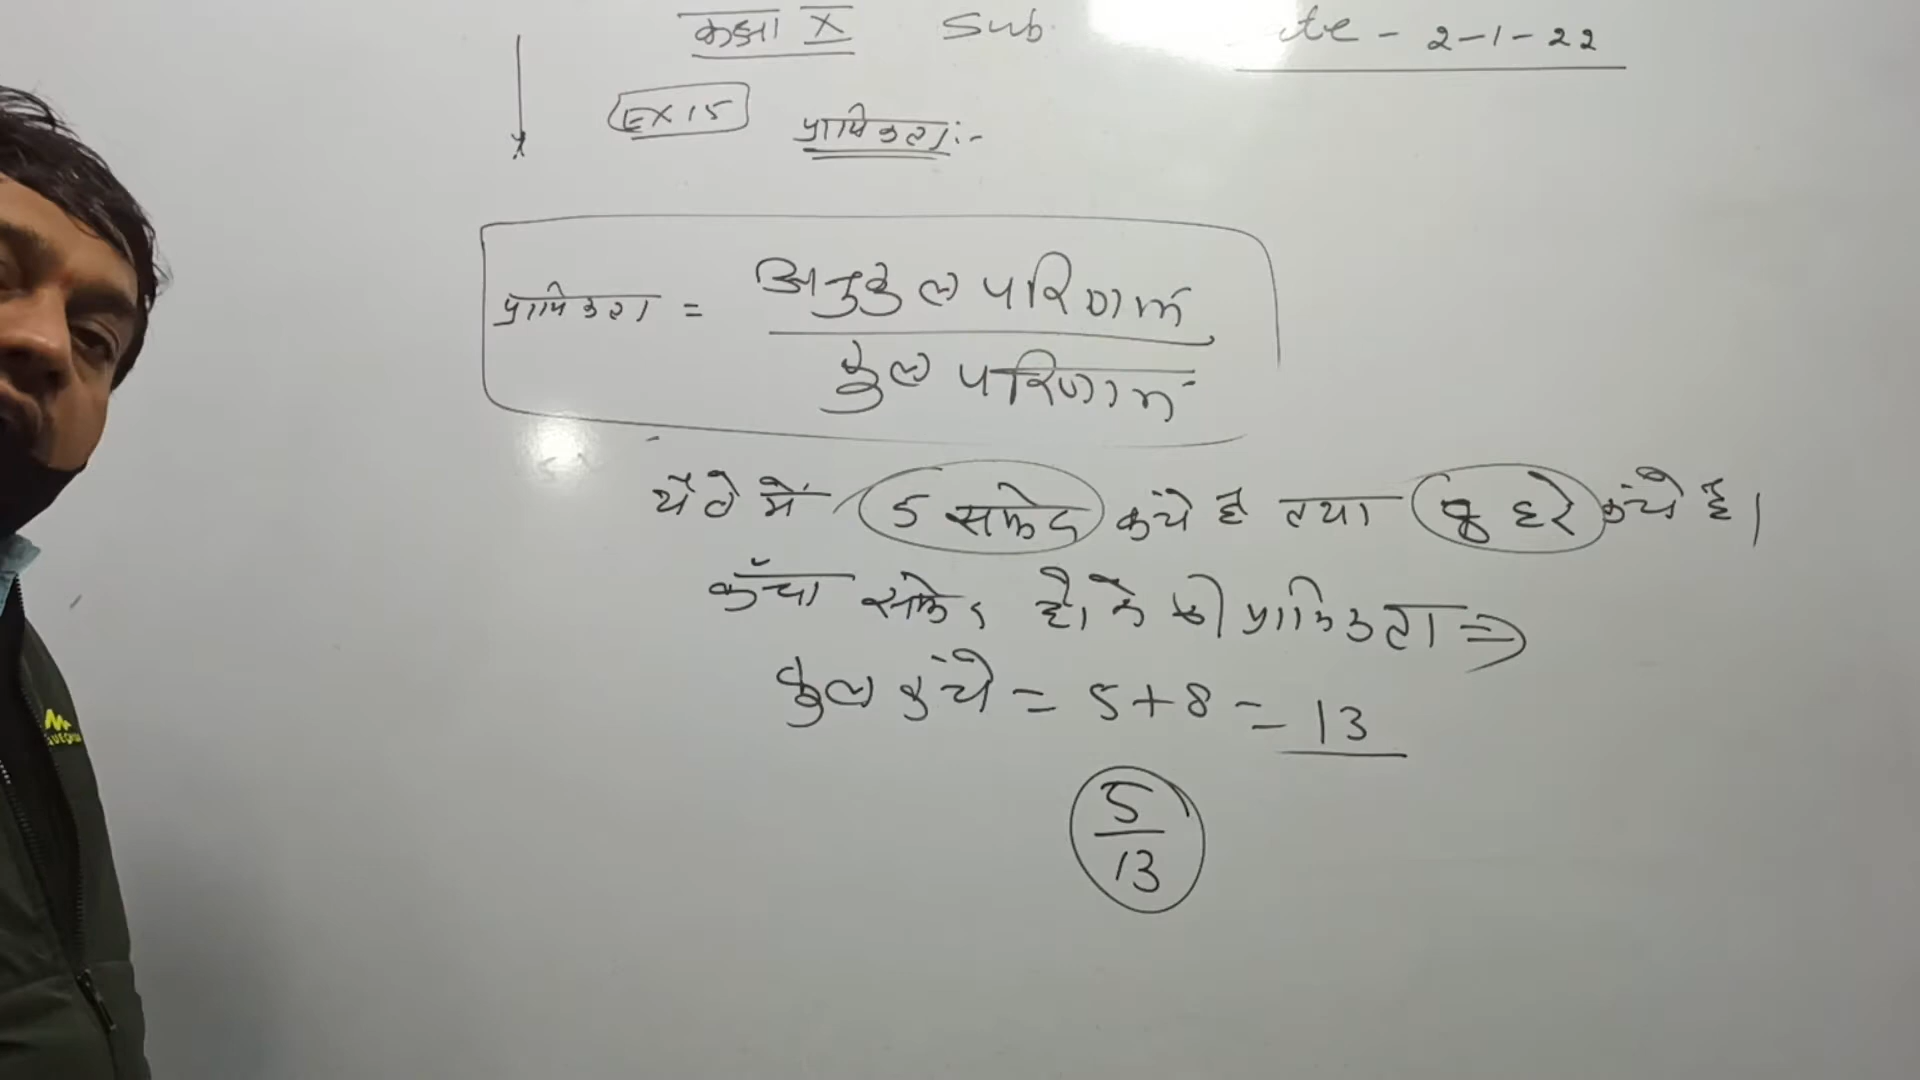 कक्षा X Sub te - 2-1-22
EX 15 प्रायिकता:-
प्रायिकता = अनुकुल परिणाम
कुल परिणाम
थैले में 5 सफेद कंचे है तथा 8 हरे कंचे है।
कँचा सफेद होने की प्रायिकता ⇒
कुल कंचे = 5+8 = 13
5
13